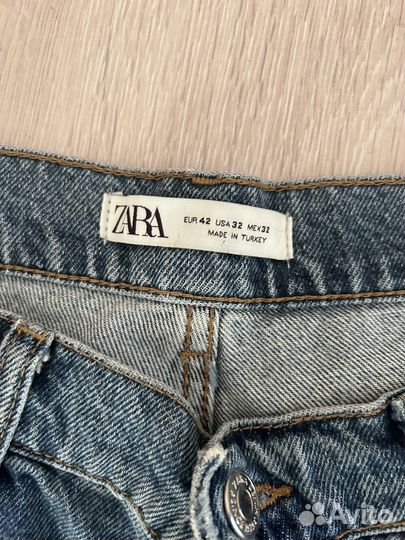 ZARA
EUR 42 USA 32 MEX 32
MADE IN TURKEY
Avito